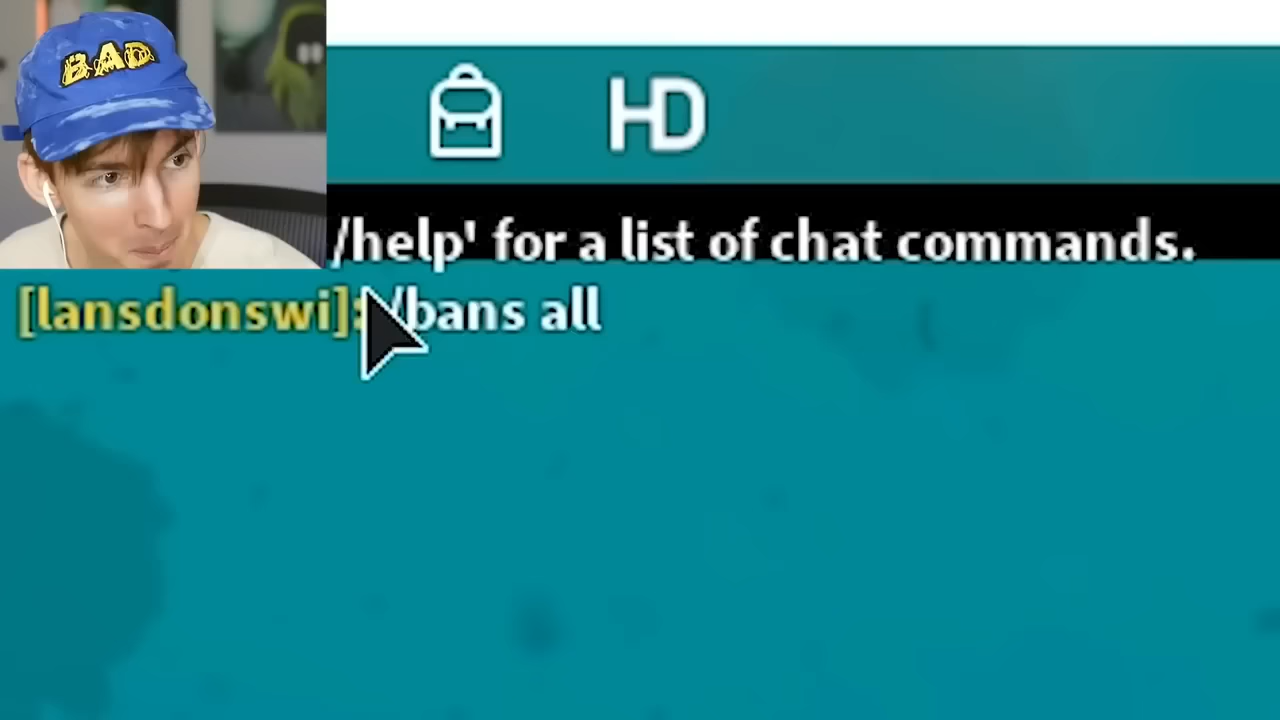 BAD
HD
/help' for a list of chat commands.
[lansdonswi]: /bans all